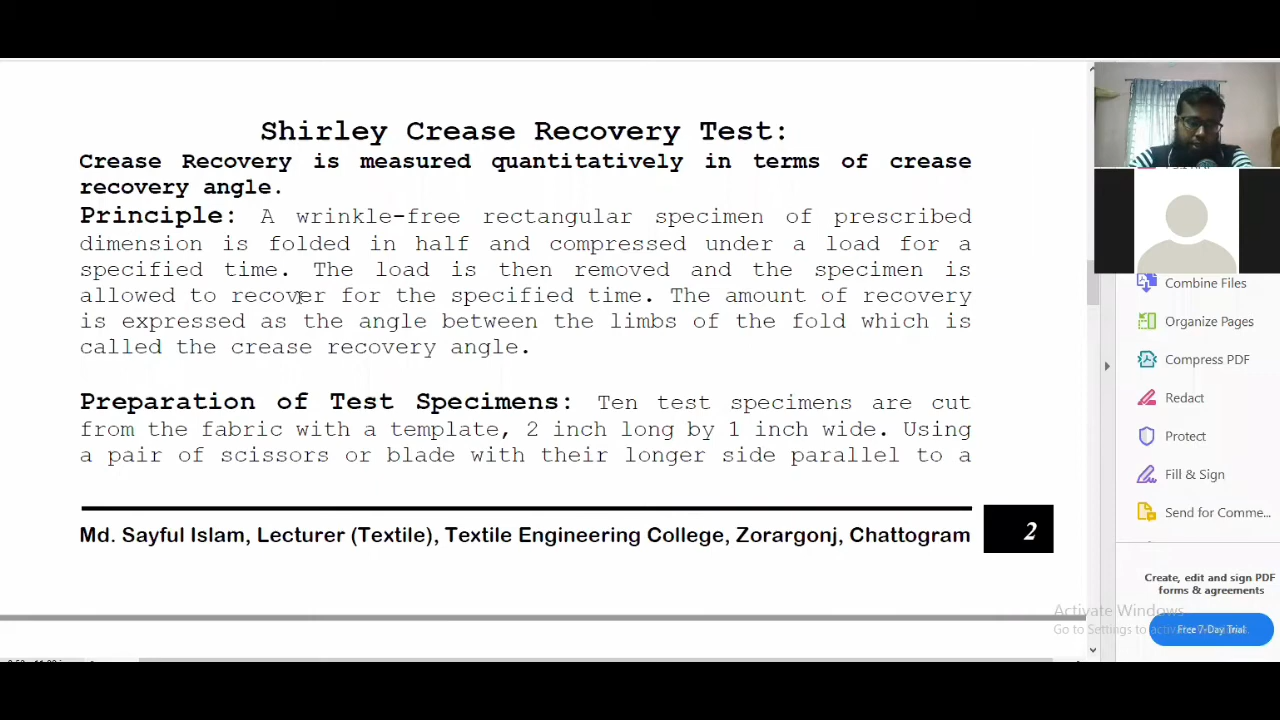 Shirley Crease Recovery Test:
Crease Recovery is measured quantitatively in terms of crease
recovery angle.
Principle: A wrinkle-free rectangular specimen of prescribed
dimension is folded in half and compressed under a load for a
specified time. The load is then removed and the specimen is
allowed to recover for the specified time. The amount of recovery
is expressed as the angle between the limbs of the fold which is
called the crease recovery angle.
Preparation of Test Specimens: Ten test specimens are cut
from the fabric with a template, 2 inch long by 1 inch wide. Using
a pair of scissors or blade with their longer side parallel to a
Md. Sayful Islam, Lecturer (Textile), Textile Engineering College, Zorargonj, Chattogram
2
Combine Files
Organize Pages
Compress PDF
Redact
Protect
Fill & Sign
Send for Comme...
Create, edit and sign PDF
forms & agreements
Activate Windows
Go to Settings to
Free 7-Day Trial